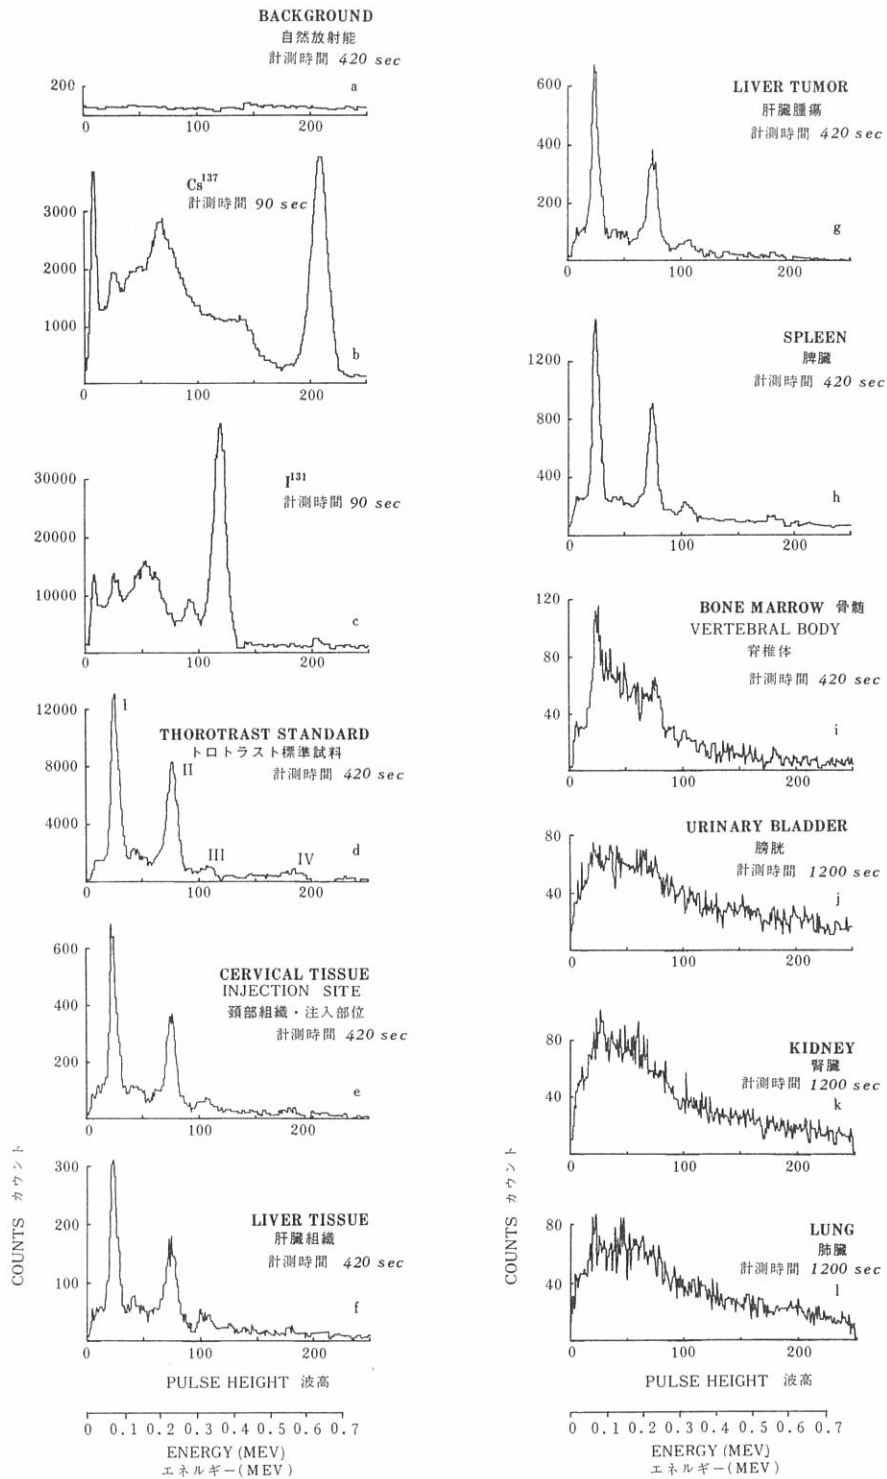 BACKGROUND
自然放射能
計測時間 420 sec
200
a
0 100 200
Cs137
計測時間 90 sec
3000
2000
1000
b
0 100 200
I131
計測時間 90 sec
30000
20000
10000
c
0 100 200
THOROTRAST STANDARD
トロトラスト標準試料
計測時間 420 sec
I
II
III
IV
12000
8000
4000
d
0 100 200
CERVICAL TISSUE
INJECTION SITE
頚部組織・注入部位
計測時間 420 sec
600
400
200
e
0 100 200
LIVER TISSUE
肝臓組織
計測時間 420 sec
300
200
100
f
0 100 200
COUNTS カウント
PULSE HEIGHT 波高
0 0.1 0.2 0.3 0.4 0.5 0.6 0.7
ENERGY (MEV)
エネルギー(MEV)
LIVER TUMOR
肝臓腫瘍
計測時間 420 sec
600
400
200
g
0 100 200
SPLEEN
脾臓
計測時間 420 sec
1200
800
400
h
0 100 200
BONE MARROW 骨髄
VERTEBRAL BODY
脊椎体
計測時間 420 sec
120
80
40
i
0 100 200
URINARY BLADDER
膀胱
計測時間 1200 sec
80
40
j
0 100 200
KIDNEY
腎臓
計測時間 1200 sec
80
40
k
0 100 200
LUNG
肺臓
計測時間 1200 sec
80
40
l
0 100 200
COUNTS カウント
PULSE HEIGHT 波高
0 0.1 0.2 0.3 0.4 0.5 0.6 0.7
ENERGY (MEV)
エネルギー(MEV)